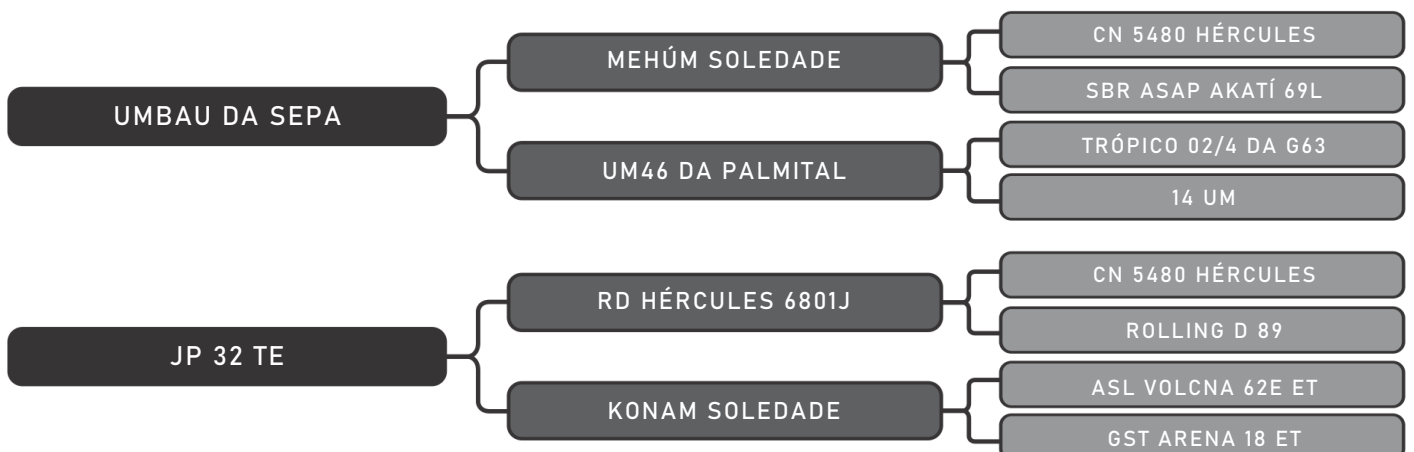 UMBAU DA SEPA
MEHÚM SOLEDADE
CN 5480 HÉRCULES
SBR ASAP AKATÍ 69L
UM46 DA PALMITAL
TRÓPICO 02/4 DA G63
14 UM
JP 32 TE
RD HÉRCULES 6801J
CN 5480 HÉRCULES
ROLLING D 89
KONAM SOLEDADE
ASL VOLCNA 62E ET
GST ARENA 18 ET